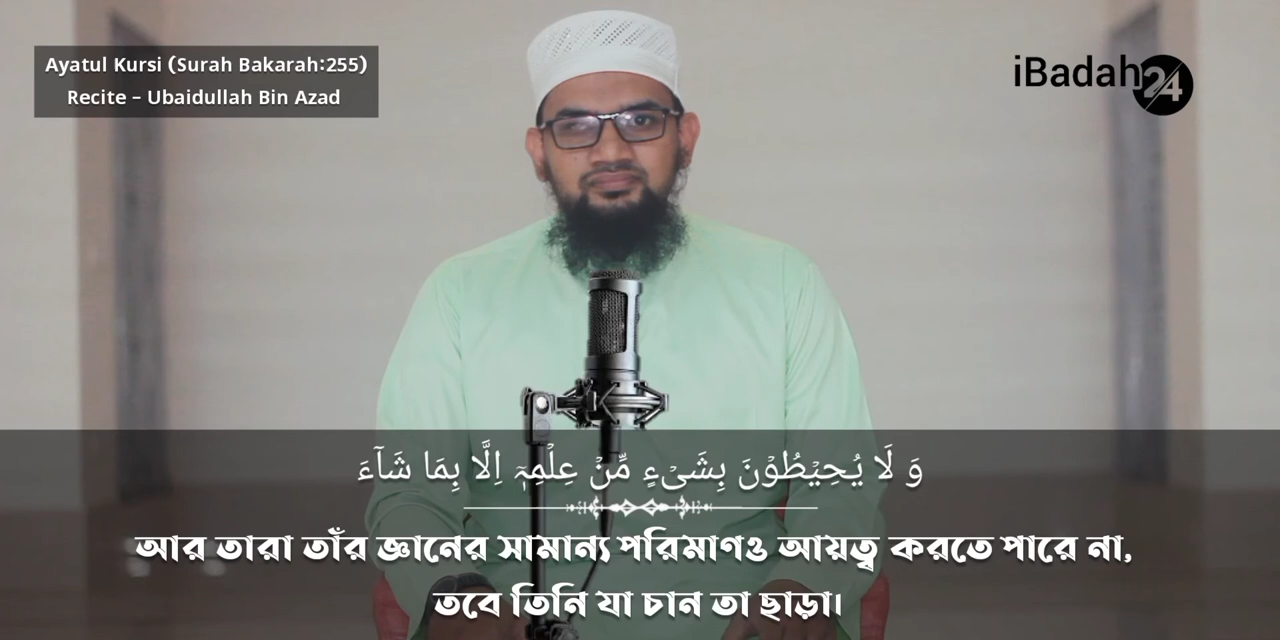 Ayatul Kursi (Surah Bakarah:255)
Recite – Ubaidullah Bin Azad
iBadah24
وَ لَا يُحِيۡطُوۡنَ بِشَىۡءٍ مِّنۡ عِلۡمِهٖۤ اِلَّا بِمَا شَآءَ
আর তারা তাঁর জ্ঞানের সামান্য পরিমাণও আয়ত্ব করতে পারে না,
তবে তিনি যা চান তা ছাড়া।